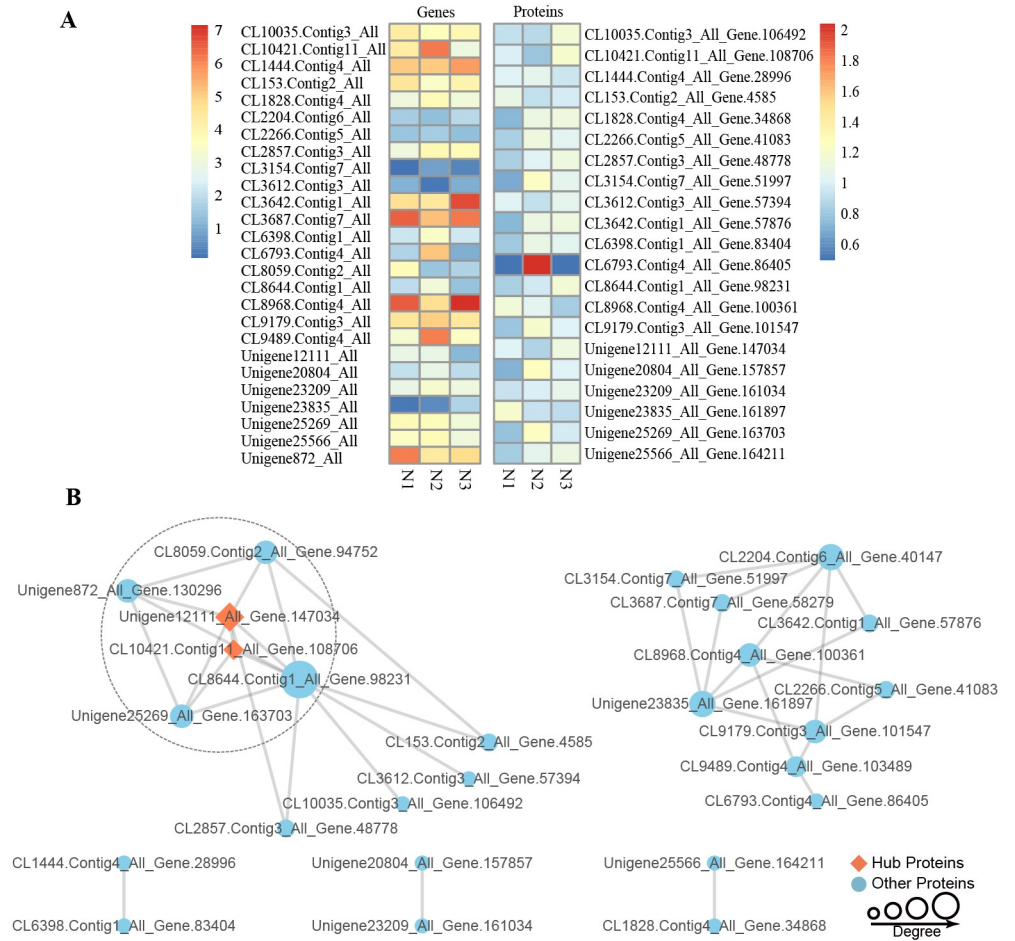 A
Genes
Proteins
7
6
5
4
3
2
1
CL10035.Contig3_All
CL10421.Contig11_All
CL1444.Contig4_All
CL153.Contig2_All
CL1828.Contig4_All
CL2204.Contig6_All
CL2266.Contig5_All
CL2857.Contig3_All
CL3154.Contig7_All
CL3612.Contig3_All
CL3642.Contig1_All
CL3687.Contig7_All
CL6398.Contig1_All
CL6793.Contig4_All
CL8059.Contig2_All
CL8644.Contig1_All
CL8968.Contig4_All
CL9179.Contig3_All
CL9489.Contig4_All
Unigene12111_All
Unigene20804_All
Unigene23209_All
Unigene23835_All
Unigene25269_All
Unigene25566_All
Unigene872_All
N1
N2
N3
N1
N2
N3
CL10035.Contig3_All_Gene.106492
CL10421.Contig11_All_Gene.108706
CL1444.Contig4_All_Gene.28996
CL153.Contig2_All_Gene.4585
CL1828.Contig4_All_Gene.34868
CL2266.Contig5_All_Gene.41083
CL2857.Contig3_All_Gene.48778
CL3154.Contig7_All_Gene.51997
CL3612.Contig3_All_Gene.57394
CL3642.Contig1_All_Gene.57876
CL6398.Contig1_All_Gene.83404
CL6793.Contig4_All_Gene.86405
CL8644.Contig1_All_Gene.98231
CL8968.Contig4_All_Gene.100361
CL9179.Contig3_All_Gene.101547
Unigene12111_All_Gene.147034
Unigene20804_All_Gene.157857
Unigene23209_All_Gene.161034
Unigene23835_All_Gene.161897
Unigene25269_All_Gene.163703
Unigene25566_All_Gene.164211
2
1.8
1.6
1.4
1.2
1
0.8
0.6
B
CL8059.Contig2_All_Gene.94752
Unigene872_All_Gene.130296
Unigene12111_All_Gene.147034
CL10421.Contig11_All_Gene.108706
CL8644.Contig1_All_Gene.98231
Unigene25269_All_Gene.163703
CL153.Contig2_All_Gene.4585
CL3612.Contig3_All_Gene.57394
CL10035.Contig3_All_Gene.106492
CL2857.Contig3_All_Gene.48778
CL2204.Contig6_All_Gene.40147
CL3154.Contig7_All_Gene.51997
CL3687.Contig7_All_Gene.58279
CL3642.Contig1_All_Gene.57876
CL8968.Contig4_All_Gene.100361
CL2266.Contig5_All_Gene.41083
Unigene23835_All_Gene.161897
CL9179.Contig3_All_Gene.101547
CL9489.Contig4_All_Gene.103489
CL6793.Contig4_All_Gene.86405
CL1444.Contig4_All_Gene.28996
CL6398.Contig1_All_Gene.83404
Unigene20804_All_Gene.157857
Unigene23209_All_Gene.161034
Unigene25566_All_Gene.164211
CL1828.Contig4_All_Gene.34868
Hub Proteins
Other Proteins
Degree